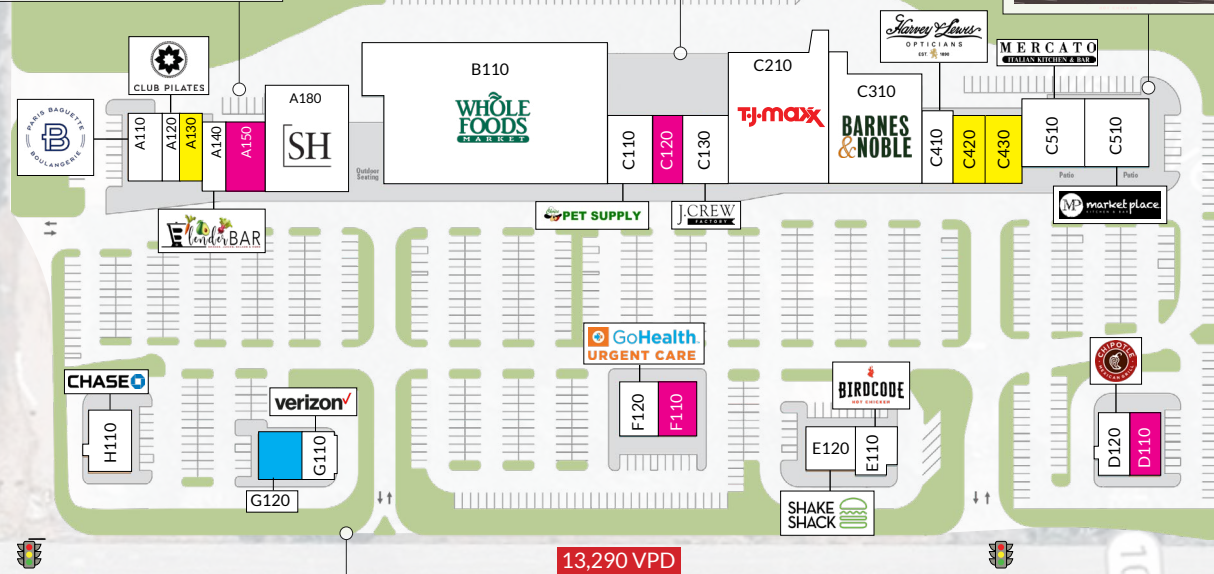 Harvey & Lewis
OPTICIANS
EST. 1890
MERCATO
ITALIAN KITCHEN & BAR
CLUB PILATES
PARIS BAGUETTE
B
BOULANGERIE
A110
A120
A130
A140
A150
A180
SH
B110
WHOLE
FOODS
MARKET
Outdoor
Seating
C110
C120
C130
C210
T.J.maxx
C310
BARNES
&NOBLE
C410
C420
C430
C510
C510
Patio
Patio
ElenderBAR
PET SUPPLY
J.CREW
FACTORY
MP
market place
KITCHEN & BAR
GoHealth
URGENT CARE
CHIPOTLE
MEXICAN GRILL
CHASE
verizon
BIRDCODE
HOT CHICKEN
H110
G110
G120
F120
F110
E120
E110
D120
D110
SHAKE
SHACK
13,290 VPD